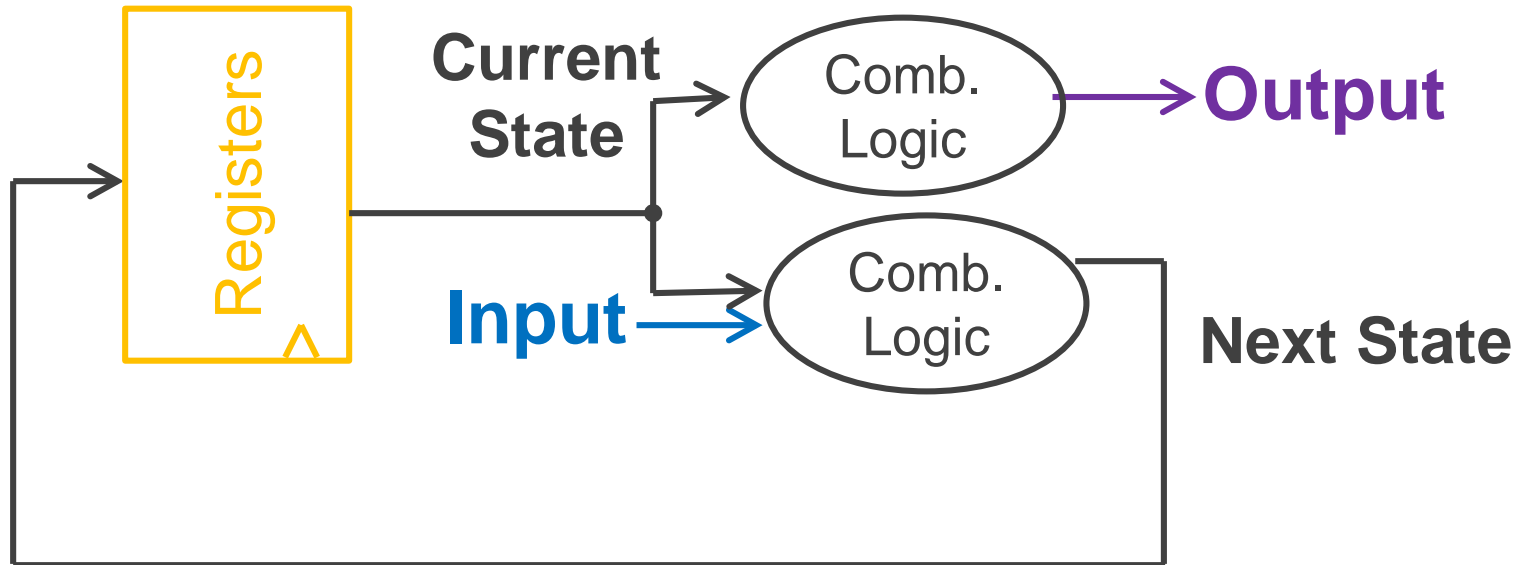 Registers
Current
State
Comb.
Logic
Output
Input
Comb.
Logic
Next State